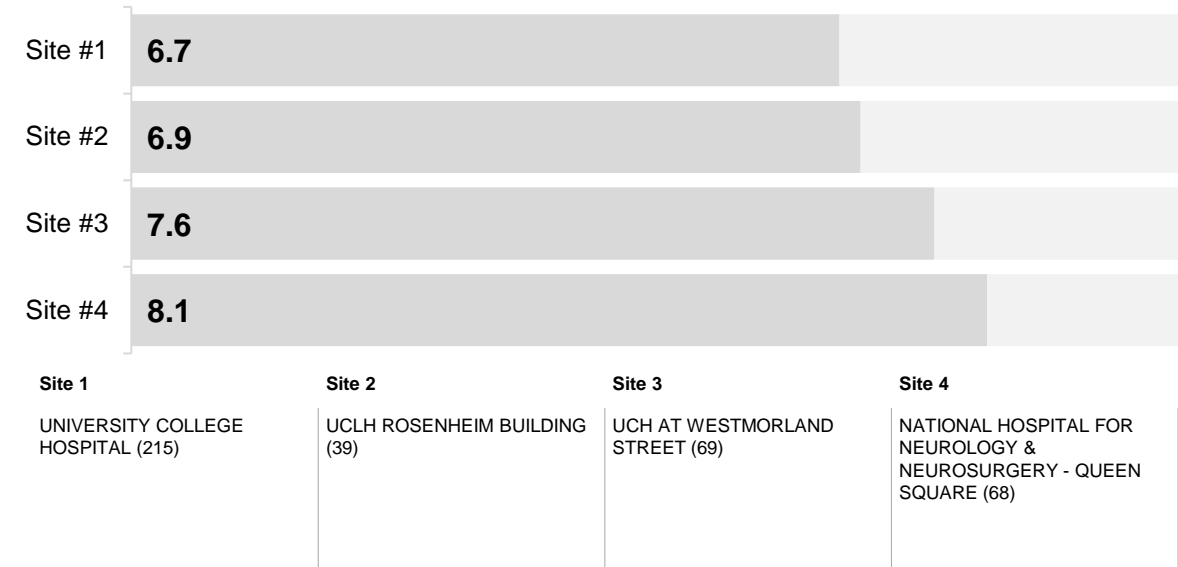 Site #1 6.7
Site #2 6.9
Site #3 7.6
Site #4 8.1
Site 1
UNIVERSITY COLLEGE
HOSPITAL (215)
Site 2
UCLH ROSENHEIM BUILDING
(39)
Site 3
UCH AT WESTMORLAND
STREET (69)
Site 4
NATIONAL HOSPITAL FOR
NEUROLOGY &
NEUROSURGERY - QUEEN
SQUARE (68)